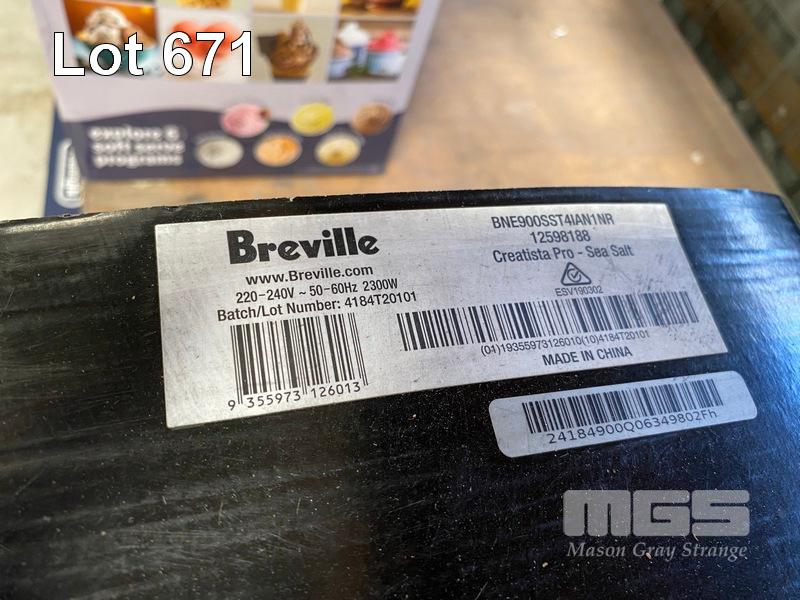 Lot 671
explore 6
soft serve
programs
Breville
www.Breville.com
220-240V ~ 50-60Hz 2300W
Batch/Lot Number: 4184T20101
9 355973 126013
BNE900SST4IAN1NR
12598188
Creatista Pro - Sea Salt
ESV190302
(04)19355973126010(10)4184T20101
MADE IN CHINA
24184900Q06349802Fh
MGS
Mason Gray Strange